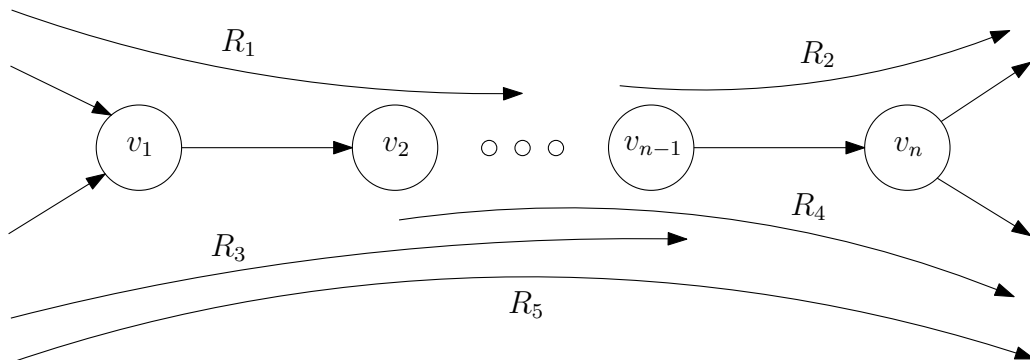 R₁
R₂
v₁ v₂ vₙ₋₁ vₙ
R₄
R₃
R₅